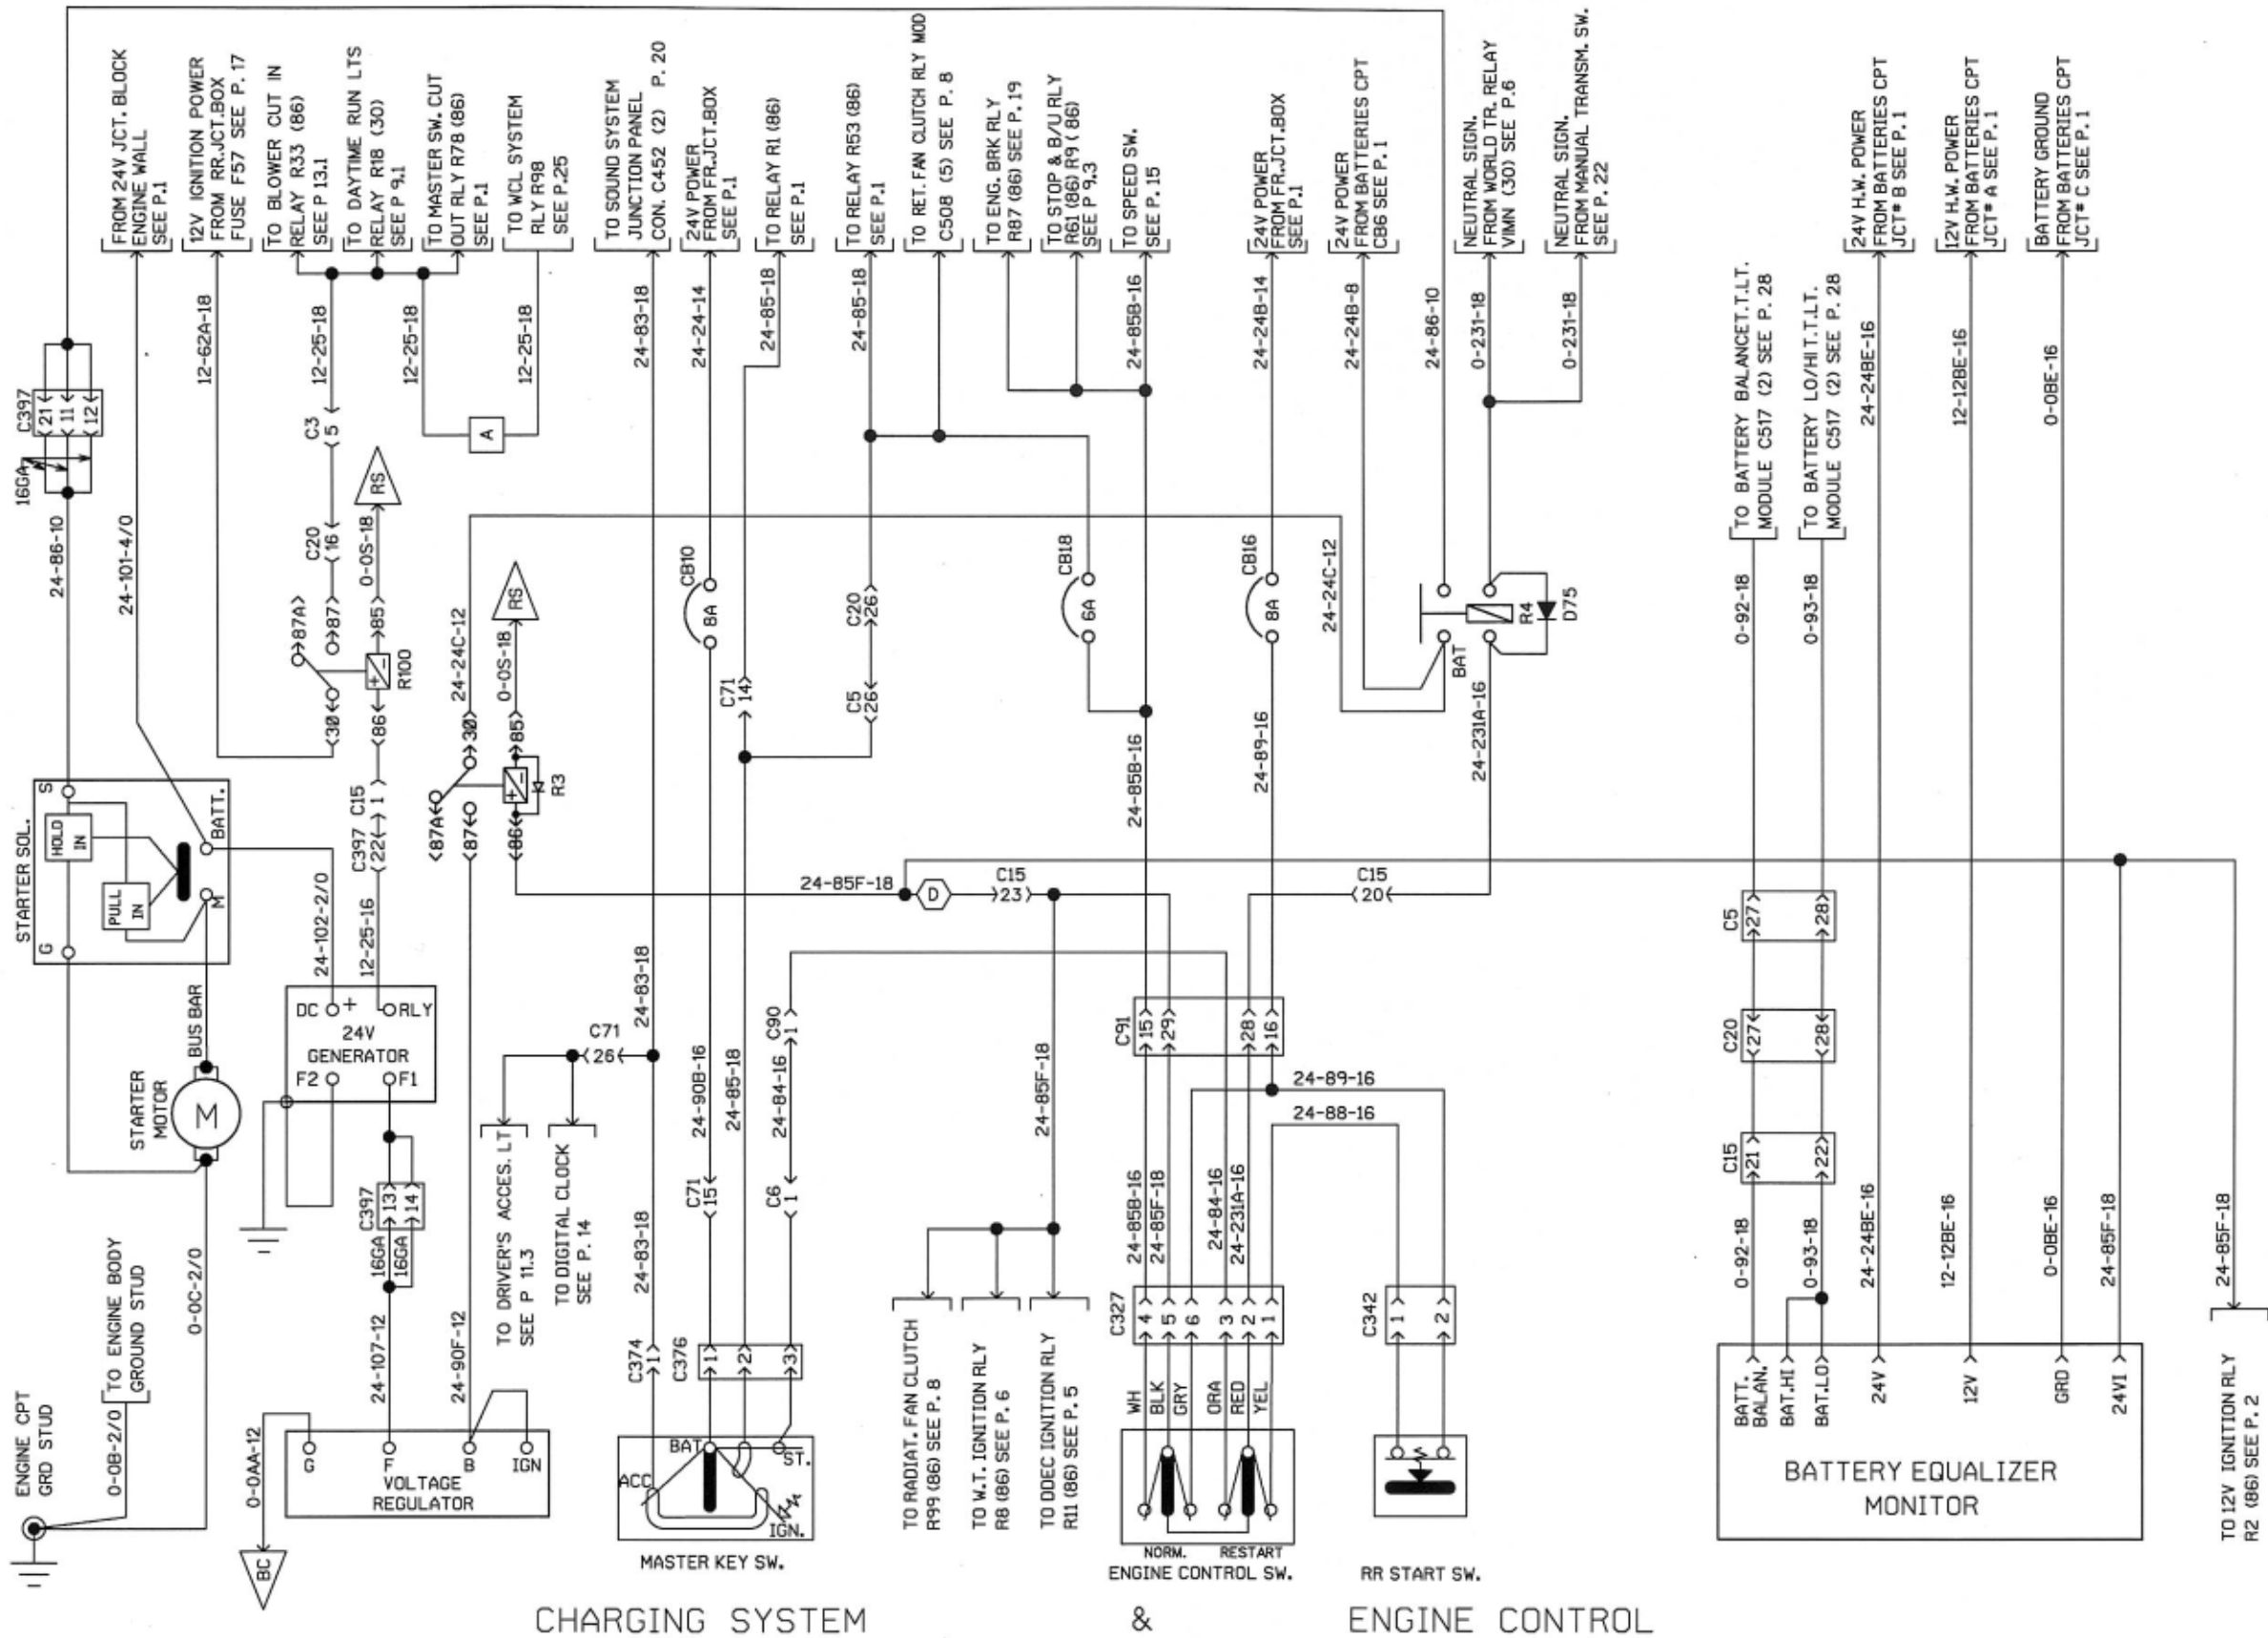 FROM 24V JCT. BLOCK
ENGINE WALL
SEE P.1
12V IGNITION POWER
FROM RR.JCT.BOX
FUSE F57 SEE P. 17
TO BLOWER CUT IN
RELAY R33 (86)
SEE P 13.1
TO DAYTIME RUN LTS
RELAY R18 (30)
SEE P 9.1
TO MASTER SW. CUT
OUT RLY R78 (86)
SEE P.1
TO WCL SYSTEM
RLY R98
SEE P.25
TO SOUND SYSTEM
JUNCTION PANEL
CON. C452 (2) P. 20
24V POWER
FROM FR.JCT.BOX
SEE P.1
TO RELAY R1 (86)
SEE P.1
TO RELAY R53 (86)
SEE P.1
TO RET. FAN CLUTCH RLY MOD
C508 (5) SEE P. 8
TO ENG. BRK RLY
R87 (86) SEE P. 19
TO STOP & B/U RLY
R61 (86) R9 ( 86)
SEE P 9.3
TO SPEED SW.
SEE P. 15
24V POWER
FROM FR.JCT.BOX
SEE P.1
24V POWER
FROM BATTERIES CPT
CB6 SEE P. 1
NEUTRAL SIGN.
FROM WORLD TR. RELAY
VIMN (30) SEE P.6
NEUTRAL SIGN.
FROM MANUAL TRANSM. SW.
SEE P. 22
24V H.W. POWER
FROM BATTERIES CPT
JCT# B SEE P. 1
12V H.W. POWER
FROM BATTERIES CPT
JCT# A SEE P. 1
BATTERY GROUND
FROM BATTERIES CPT
JCT# C SEE P. 1
TO BATTERY BALANCE T.LT.
MODULE C517 (2) SEE P. 28
TO BATTERY LO/HI T.LT.
MODULE C517 (2) SEE P. 28
C397
21
11
12
16GA
24-86-10
24-101-4/0
12-62A-18
12-25-18
12-25-18
12-25-18
24-83-18
24-24-14
24-85-18
24-85-18
24-85B-16
24-24B-14
24-24B-8
24-86-10
0-231-18
0-231-18
24-24BE-16
12-12BE-16
0-0BE-16
C3
5
A
C20
16
0-0S-18
RS
87A
87
85
30
86
R100
24-24C-12
0-0S-18
RS
30
85
87A
87
86
R3
CB10
8A
C71
14
C20
26
C5
26
CB18
6A
CB16
8A
24-24C-12
BAT
R4
D75
0-92-18
0-93-18
STARTER SOL.
S
HOLD
IN
PULL
IN
G
BATT.
M
C397
22
C15
1
24-102-2/0
12-25-16
24-85B-16
24-89-16
24-231A-16
24-85F-18
D
C15
23
C15
20
C5
27
28
BUS BAR
DC
+
RLY
24V
GENERATOR
F2
F1
STARTER
MOTOR
M
24-83-18
C71
26
24-90B-16
24-85-18
24-84-16
C90
1
C91
15
29
28
16
C20
27
28
24-89-16
24-88-16
24-85F-18
C15
21
22
TO DRIVER'S ACCES. LT
SEE P 11.3
TO DIGITAL CLOCK
SEE P. 14
C397
13
14
16GA
16GA
C71
15
C6
1
24-85B-16
24-85F-18
24-84-16
24-231A-16
TO ENGINE BODY
GROUND STUD
0-0C-2/0
24-107-12
24-90F-12
24-83-18
0-92-18
0-93-18
24-24BE-16
12-12BE-16
0-0BE-16
24-85F-18
24-85F-18
ENGINE CPT
GRD STUD
0-0B-2/0
0-0AA-12
BC
G
F
B
IGN
VOLTAGE
REGULATOR
C374
1
C376
1
2
3
BAT
ST.
ACC
IGN.
MASTER KEY SW.
TO RADIAT. FAN CLUTCH
R99 (86) SEE P. 8
TO W.T. IGNITION RLY
R8 (86) SEE P. 6
TO DDEC IGNITION RLY
R11 (86) SEE P. 5
C327
4
5
6
3
2
1
WH
BLK
GRY
ORA
RED
YEL
NORM.
RESTART
ENGINE CONTROL SW.
C342
1
2
RR START SW.
BATT.
BALAN.
BAT.HI
BAT.LO
24V
12V
GRD
24VI
BATTERY EQUALIZER
MONITOR
TO 12V IGNITION RLY
R2 (86) SEE P. 2
CHARGING SYSTEM & ENGINE CONTROL